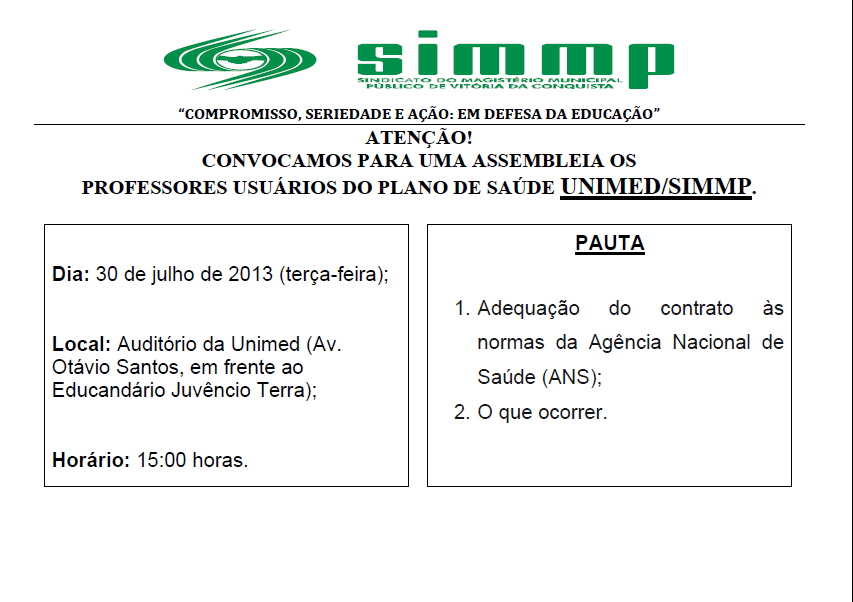 simmp
SINDICATO DO MAGISTÉRIO MUNICIPAL
PÚBLICO DE VITÓRIA DA CONQUISTA
“COMPROMISSO, SERIEDADE E AÇÃO: EM DEFESA DA EDUCAÇÃO”
ATENÇÃO!
CONVOCAMOS PARA UMA ASSEMBLEIA OS
PROFESSORES USUÁRIOS DO PLANO DE SAÚDE UNIMED/SIMMP.
Dia: 30 de julho de 2013 (terça-feira);
Local: Auditório da Unimed (Av.
Otávio Santos, em frente ao
Educandário Juvêncio Terra);
Horário: 15:00 horas.
PAUTA
1. Adequação do contrato às
normas da Agência Nacional de
Saúde (ANS);
2. O que ocorrer.